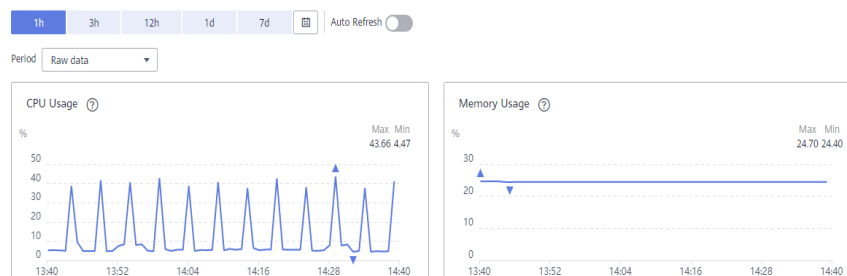 1h 3h 12h 1d 7d Auto Refresh
Period Raw data
CPU Usage ?
% Max Min
43.66 4.47
50
40
30
20
10
0
13:40 13:52 14:04 14:16 14:28 14:40
Memory Usage ?
% Max Min
24.70 24.40
30
20
10
0
13:40 13:52 14:04 14:16 14:28 14:40